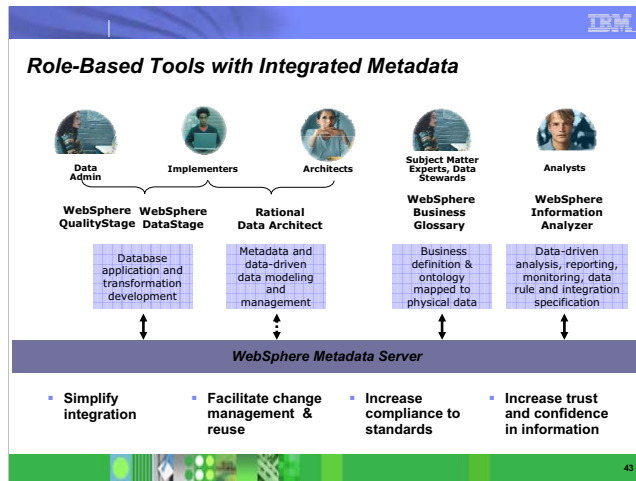 IBM
Role-Based Tools with Integrated Metadata
Data
Admin
Implementers
Architects
Subject Matter
Experts, Data
Stewards
Analysts
WebSphere
QualityStage
WebSphere
DataStage
Rational
Data Architect
WebSphere
Business
Glossary
WebSphere
Information
Analyzer
Database
application and
transformation
development
Metadata and
data-driven
data modeling
and
management
Business
definition &
ontology
mapped to
physical data
Data-driven
analysis, reporting,
monitoring, data
rule and integration
specification
WebSphere Metadata Server
▪ Simplify
integration
▪ Facilitate change
management &
reuse
▪ Increase
compliance to
standards
▪ Increase trust
and confidence
in information
43